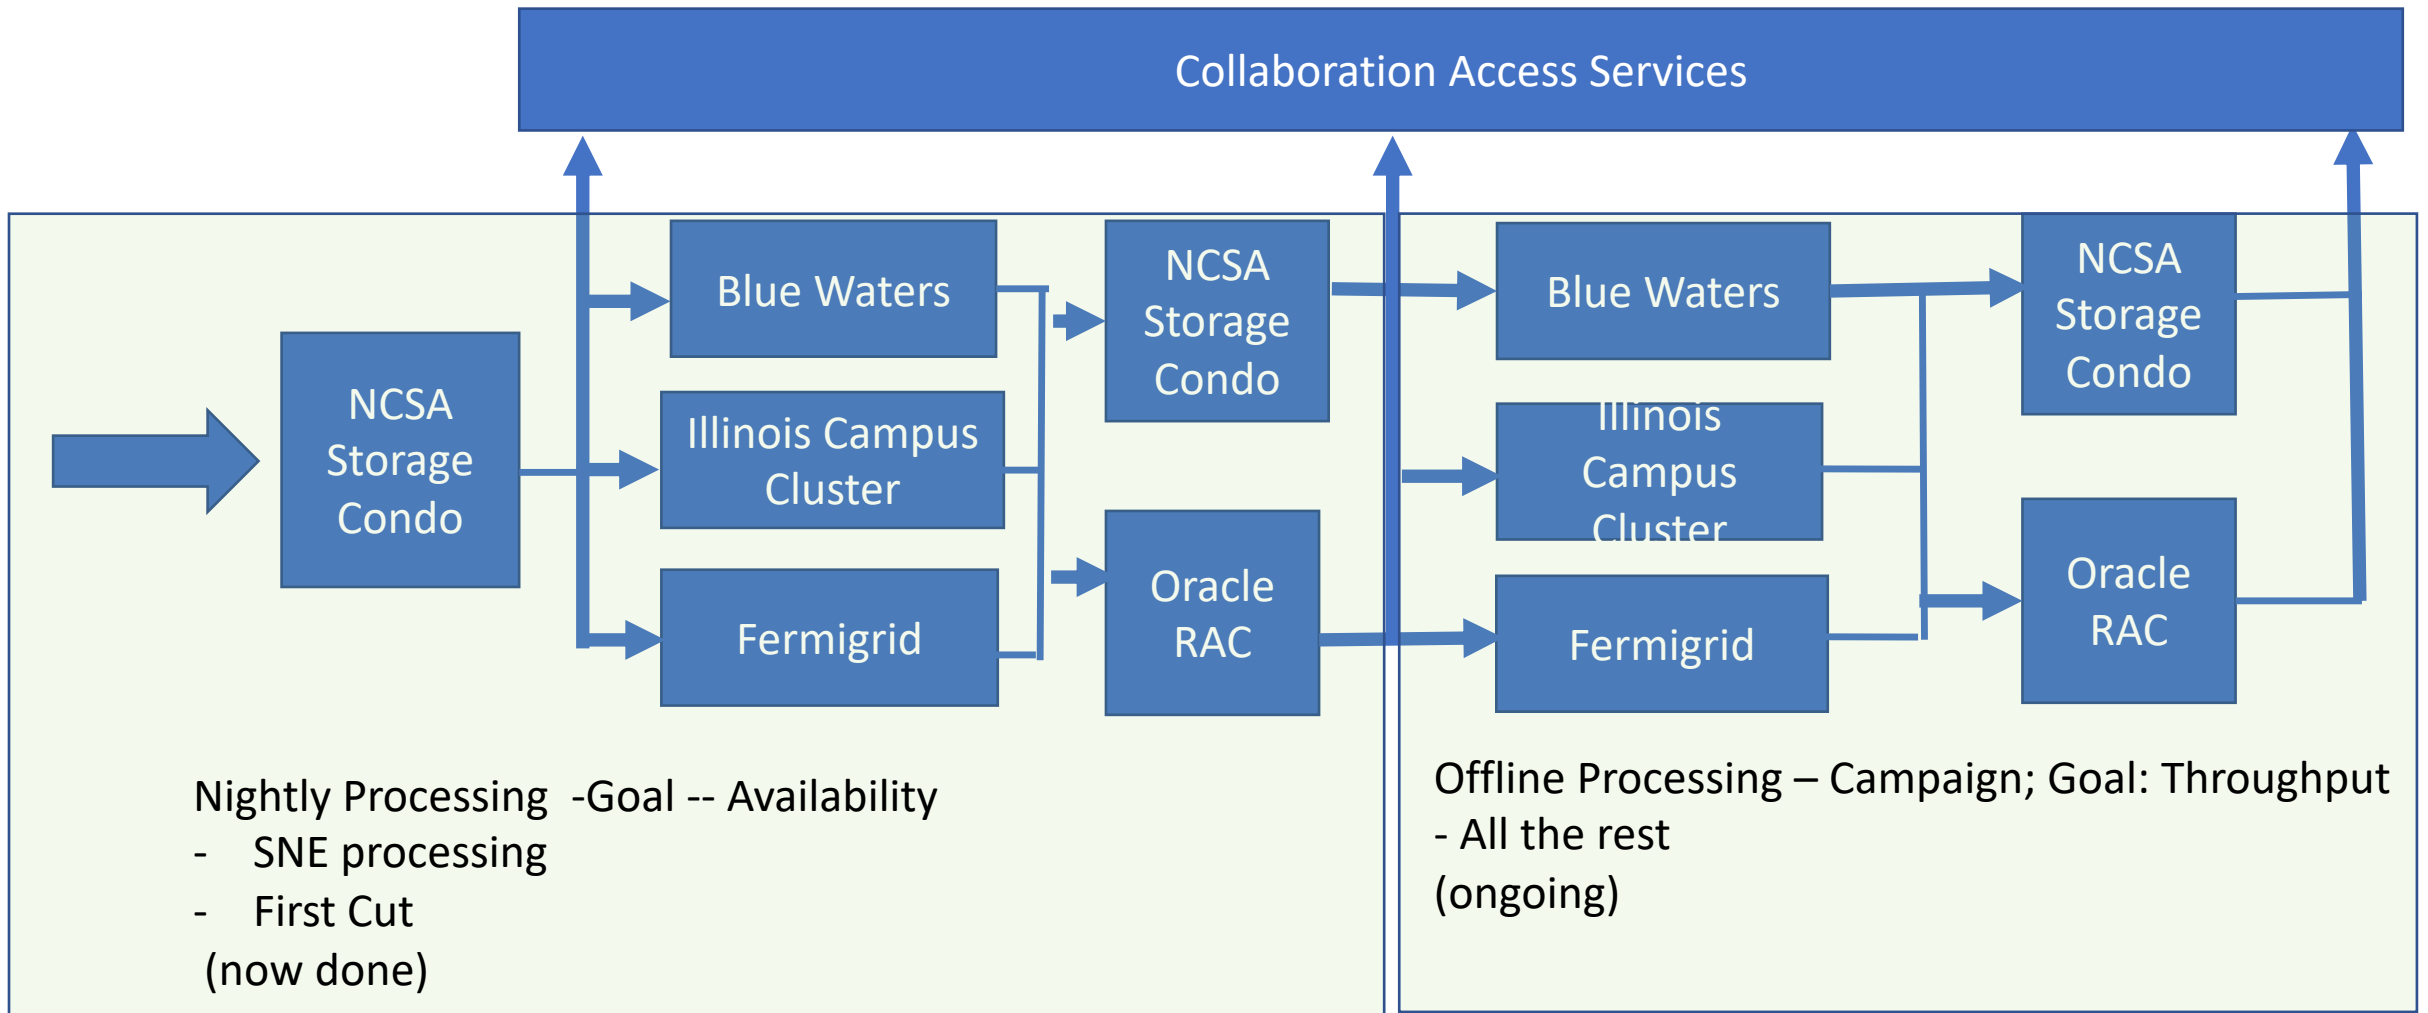 Collaboration Access Services
NCSA
Storage
Condo
Blue Waters
Illinois Campus
Cluster
Fermigrid
NCSA
Storage
Condo
Oracle
RAC
Blue Waters
Illinois
Campus
Cluster
Fermigrid
NCSA
Storage
Condo
Oracle
RAC
Nightly Processing  -Goal -- Availability
- SNE processing
- First Cut
(now done)
Offline Processing – Campaign; Goal: Throughput
- All the rest
(ongoing)